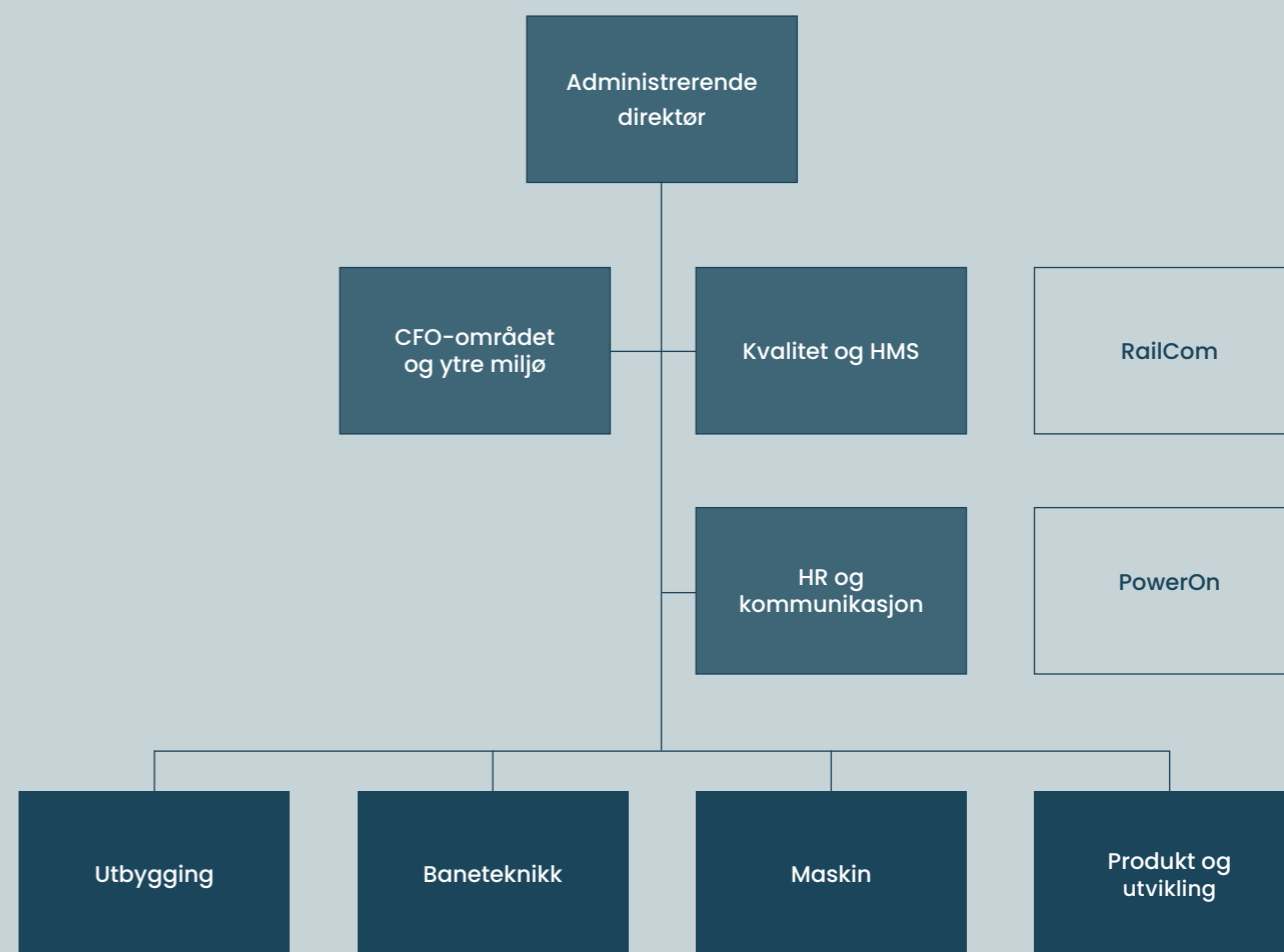 Administrerende
direktør
CFO-området
og ytre miljø
Kvalitet og HMS
RailCom
HR og
kommunikasjon
PowerOn
Utbygging
Baneteknikk
Maskin
Produkt og
utvikling